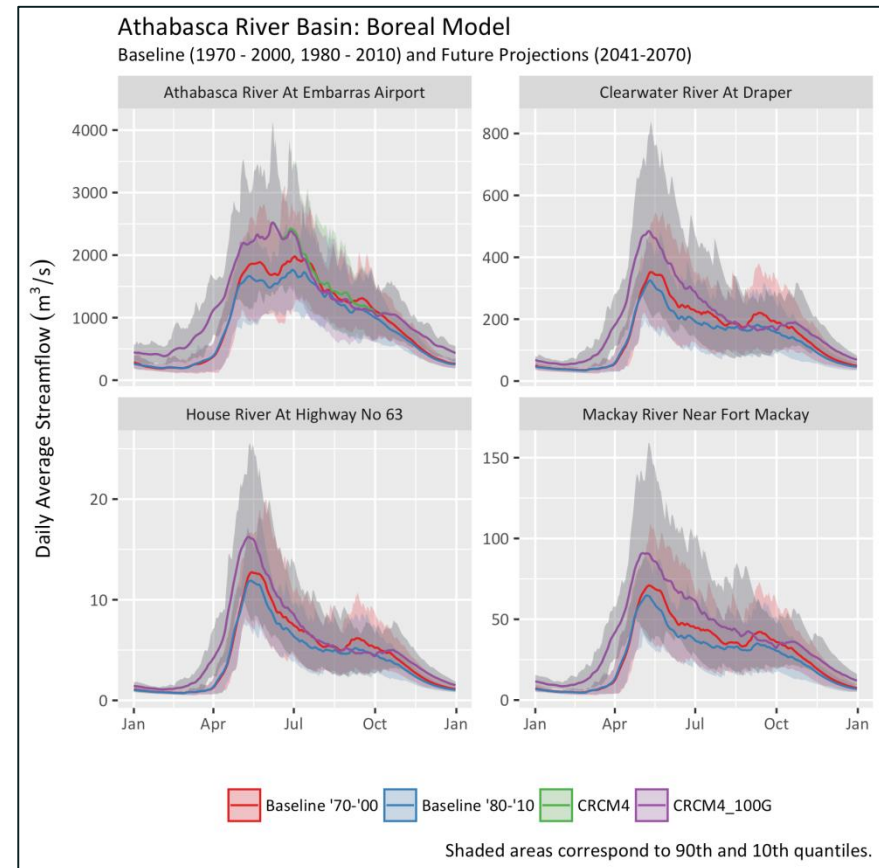 Athabasca River Basin: Boreal Model
Baseline (1970 - 2000, 1980 - 2010) and Future Projections (2041-2070)
Athabasca River At Embarras Airport
Clearwater River At Draper
4000
3000
2000
1000
0
800
600
400
200
0
House River At Highway No 63
Mackay River Near Fort Mackay
20
10
0
150
100
50
0
Daily Average Streamflow (m³/s)
Jan Apr Jul Oct Jan
Jan Apr Jul Oct Jan
Baseline '70-'00 Baseline '80-'10 CRCM4 CRCM4_100G
Shaded areas correspond to 90th and 10th quantiles.